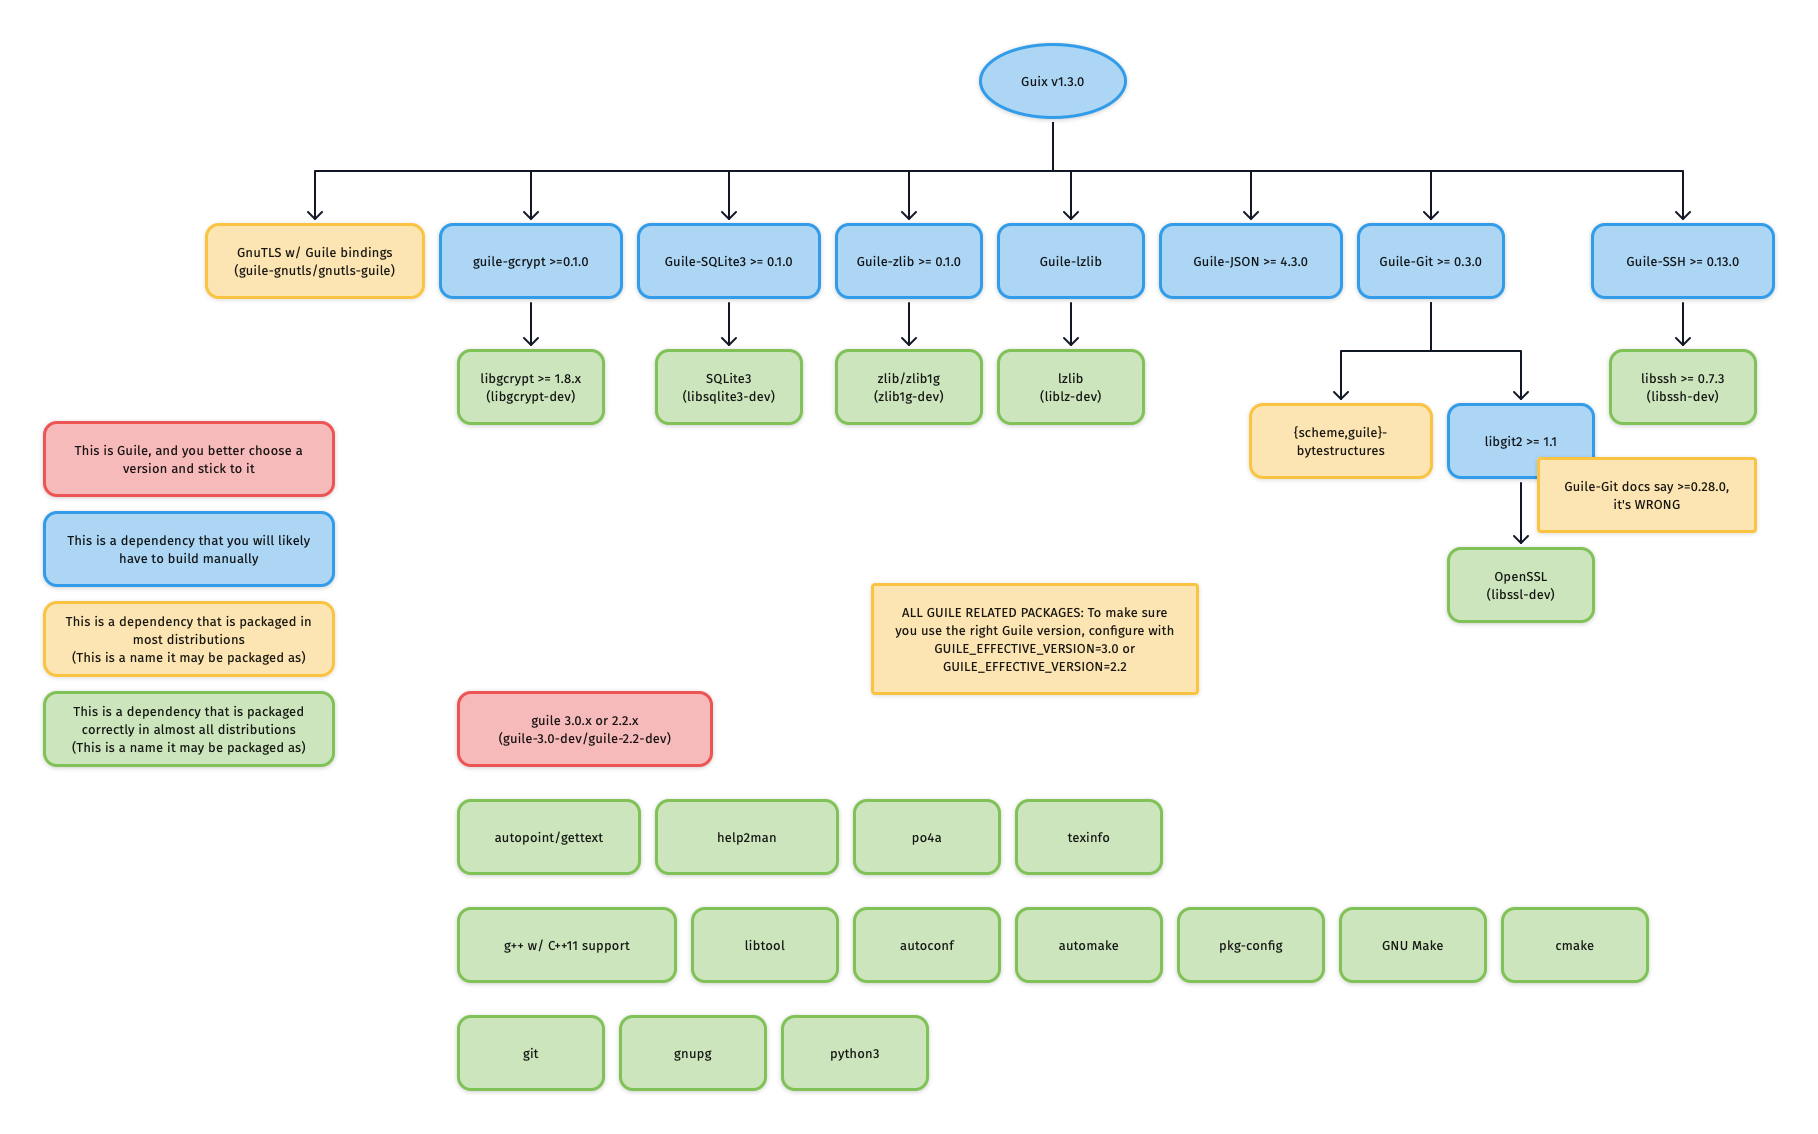 Guix v1.3.0
GnuTLS w/ Guile bindings
(guile-gnutls/gnutls-guile)
guile-gcrypt >=0.1.0
Guile-SQLite3 >= 0.1.0
Guile-zlib >= 0.1.0
Guile-lzlib
Guile-JSON >= 4.3.0
Guile-Git >= 0.3.0
Guile-SSH >= 0.13.0
libgcrypt >= 1.8.x
(libgcrypt-dev)
SQLite3
(libsqlite3-dev)
zlib/zlib1g
(zlib1g-dev)
lzlib
(liblz-dev)
libssh >= 0.7.3
(libssh-dev)
{scheme,guile}-
bytestructures
libgit2 >= 1.1
Guile-Git docs say >=0.28.0,
it's WRONG
OpenSSL
(libssl-dev)
This is Guile, and you better choose a
version and stick to it
This is a dependency that you will likely
have to build manually
This is a dependency that is packaged in
most distributions
(This is a name it may be packaged as)
This is a dependency that is packaged
correctly in almost all distributions
(This is a name it may be packaged as)
ALL GUILE RELATED PACKAGES: To make sure
you use the right Guile version, configure with
GUILE_EFFECTIVE_VERSION=3.0 or
GUILE_EFFECTIVE_VERSION=2.2
guile 3.0.x or 2.2.x
(guile-3.0-dev/guile-2.2-dev)
autopoint/gettext
help2man
po4a
texinfo
g++ w/ C++11 support
libtool
autoconf
automake
pkg-config
GNU Make
cmake
git
gnupg
python3